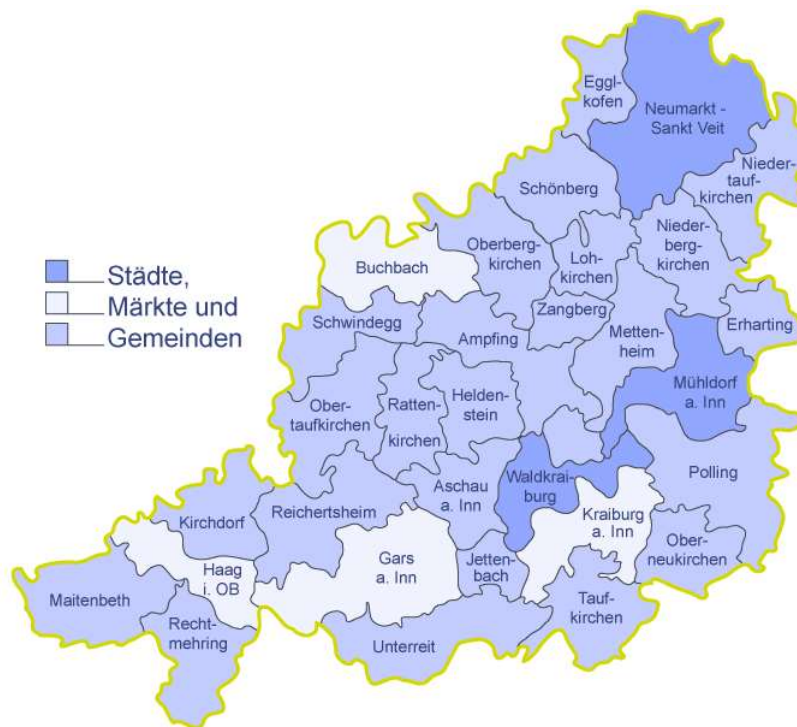 Eggl-
kofen
Neumarkt -
Sankt Veit
Nieder-
tauf-
kirchen
Schönberg
Nieder-
berg-
kirchen
Oberberg-
kirchen
Loh-
kirchen
Buchbach
Städte,
Märkte und
Gemeinden
Zangberg
Schwindegg
Ampfing
Metten-
heim
Erharting
Mühldorf
a. Inn
Ober-
taufkirchen
Ratten-
kirchen
Helden-
stein
Polling
Waldkrai-
burg
Aschau
a. Inn
Reichertsheim
Kraiburg
a. Inn
Kirchdorf
Ober-
neukirchen
Gars
a. Inn
Jetten-
bach
Haag
i. OB
Maitenbeth
Tauf-
kirchen
Recht-
mehring
Unterreit